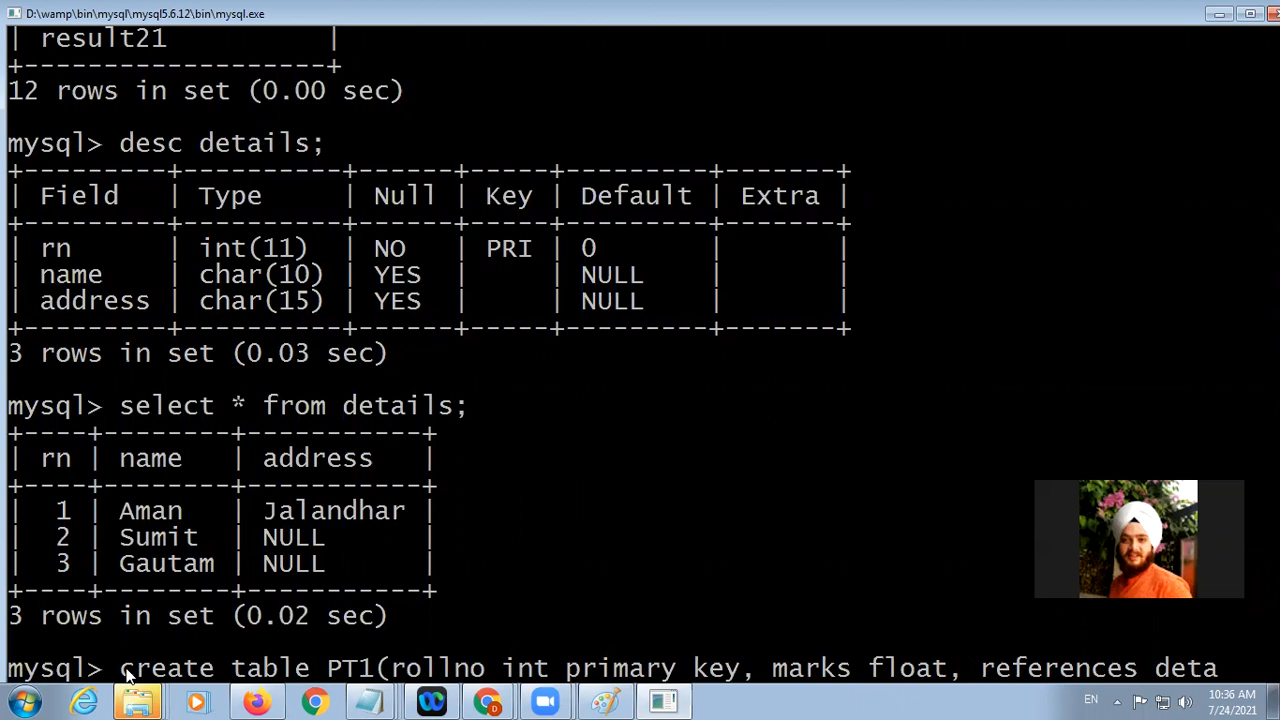 D:\wamp\bin\mysql\mysql5.6.12\bin\mysql.exe
| result21 |
+-------------------+
12 rows in set (0.00 sec)
mysql> desc details;
+---------+----------+------+-----+---------+-------+
| Field | Type | Null | Key | Default | Extra |
+---------+----------+------+-----+---------+-------+
| rn | int(11) | NO | PRI | 0 | |
| name | char(10) | YES | | NULL | |
| address | char(15) | YES | | NULL | |
+---------+----------+------+-----+---------+-------+
3 rows in set (0.03 sec)
mysql> select * from details;
+----+--------+-----------+
| rn | name | address |
+----+--------+-----------+
| 1 | Aman | Jalandhar |
| 2 | Sumit | NULL |
| 3 | Gautam | NULL |
+----+--------+-----------+
3 rows in set (0.02 sec)
mysql> create table PT1(rollno int primary key, marks float, references deta
EN
10:36 AM
7/24/2021